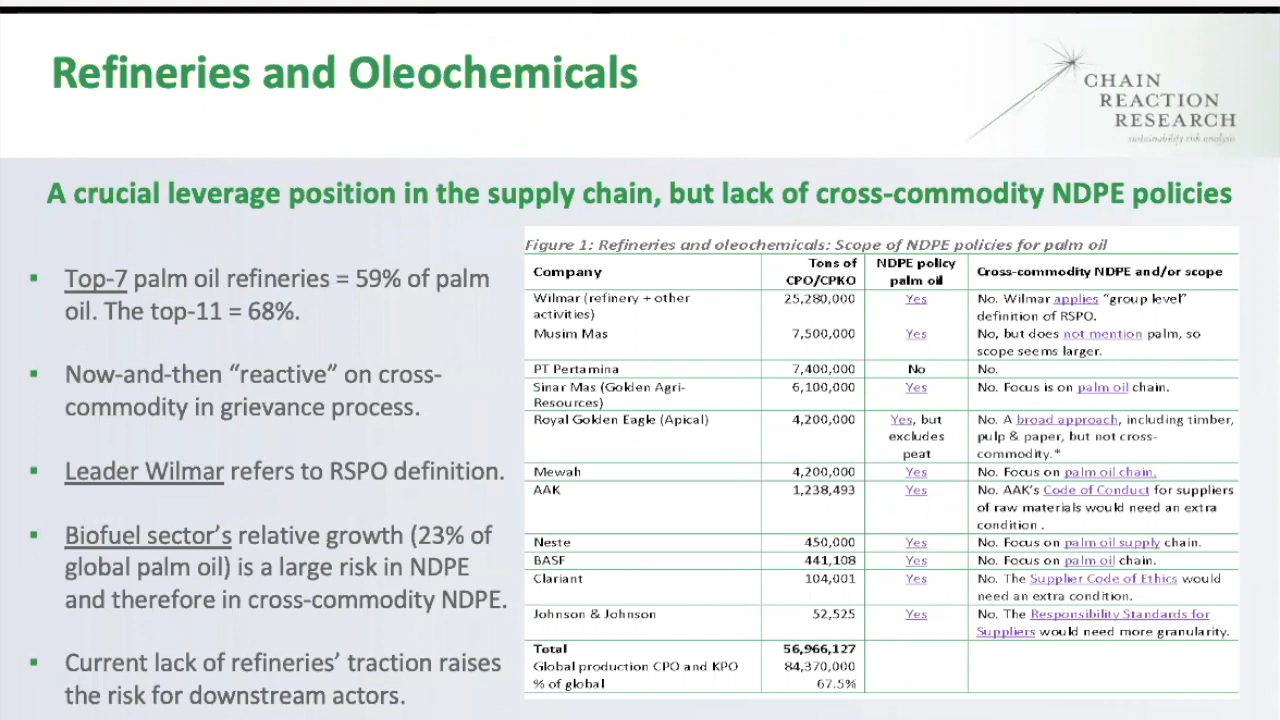 Refineries and Oleochemicals
CHAIN
REACTION
RESEARCH
sustainability risk analysis
A crucial leverage position in the supply chain, but lack of cross-commodity NDPE policies
▪ Top-7 palm oil refineries = 59% of palm
oil. The top-11 = 68%.
▪ Now-and-then “reactive” on cross-
commodity in grievance process.
▪ Leader Wilmar refers to RSPO definition.
▪ Biofuel sector’s relative growth (23% of
global palm oil) is a large risk in NDPE
and therefore in cross-commodity NDPE.
▪ Current lack of refineries’ traction raises
the risk for downstream actors.
Figure 1: Refineries and oleochemicals: Scope of NDPE policies for palm oil
Company Tons of CPO/CPKO NDPE policy palm oil Cross-commodity NDPE and/or scope
Wilmar (refinery + other 25,280,000 Yes No. Wilmar applies “group level”
activities) definition of RSPO.
Musim Mas 7,500,000 Yes No, but does not mention palm, so
scope seems larger.
PT Pertamina 7,400,000 No No.
Sinar Mas (Golden Agri- 6,100,000 Yes No. Focus is on palm oil chain.
Resources)
Royal Golden Eagle (Apical) 4,200,000 Yes, but No. A broad approach, including timber,
excludes pulp & paper, but not cross-
peat commodity.*
Mewah 4,200,000 Yes No. Focus on palm oil chain.
AAK 1,238,493 Yes No. AAK’s Code of Conduct for suppliers
of raw materials would need an extra
condition .
Neste 450,000 Yes No. Focus on palm oil supply chain.
BASF 441,108 Yes No. Focus on palm oil chain.
Clariant 104,001 Yes No. The Supplier Code of Ethics would
need an extra condition.
Johnson & Johnson 52,525 Yes No. The Responsibility Standards for
Suppliers would need more granularity.
Total 56,966,127
Global production CPO and KPO 84,370,000
% of global 67.5%